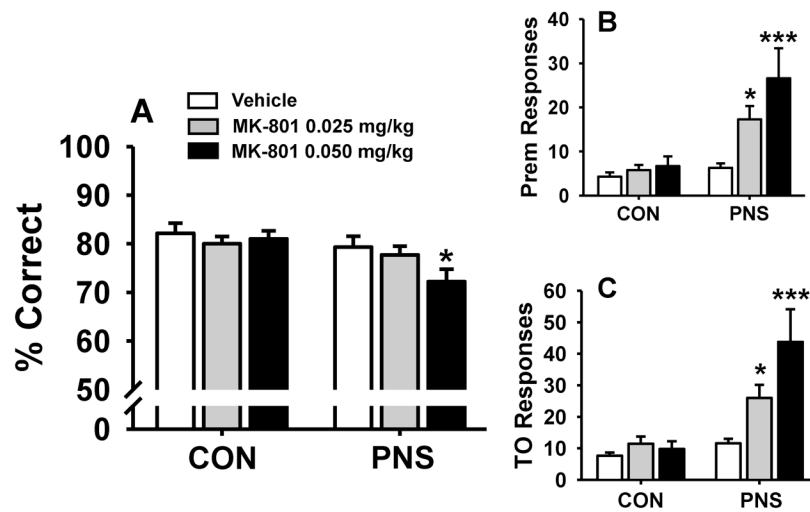 A
Vehicle
MK-801 0.025 mg/kg
MK-801 0.050 mg/kg
% Correct
100
90
80
70
60
50
0
*
CON
PNS
B
Prem Responses
40
30
20
10
0
*
***
CON
PNS
C
TO Responses
60
50
40
30
20
10
0
*
***
CON
PNS